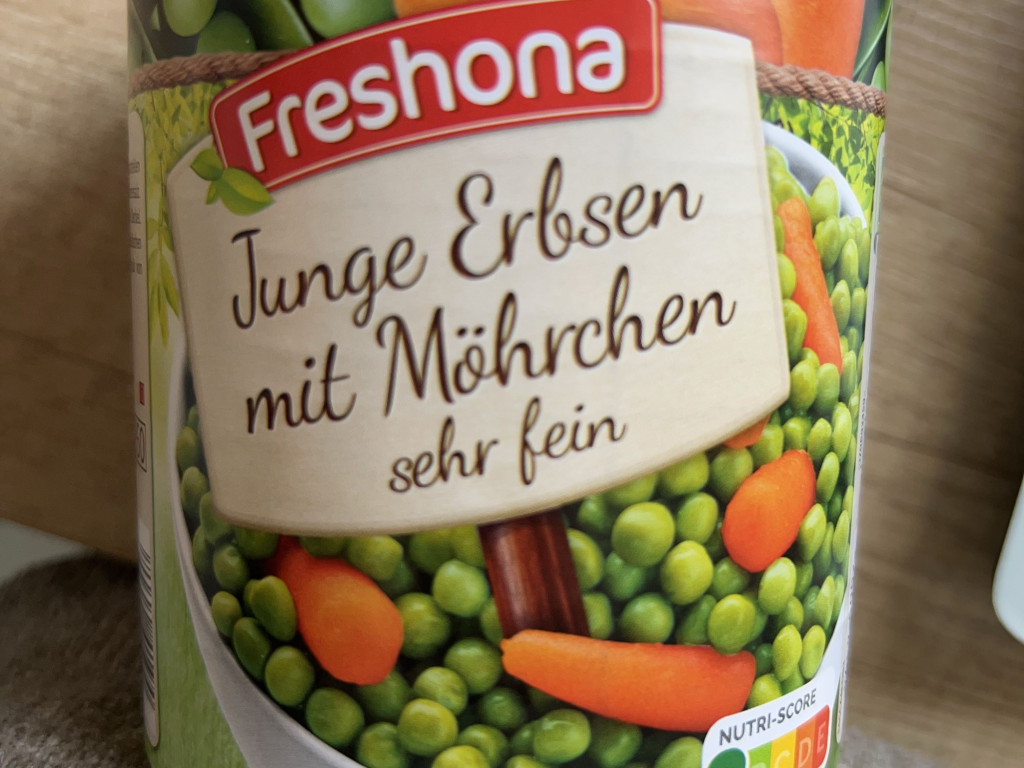 Freshona
Junge Erbsen
mit Möhrchen
sehr fein
NUTRI-SCORE
C D E